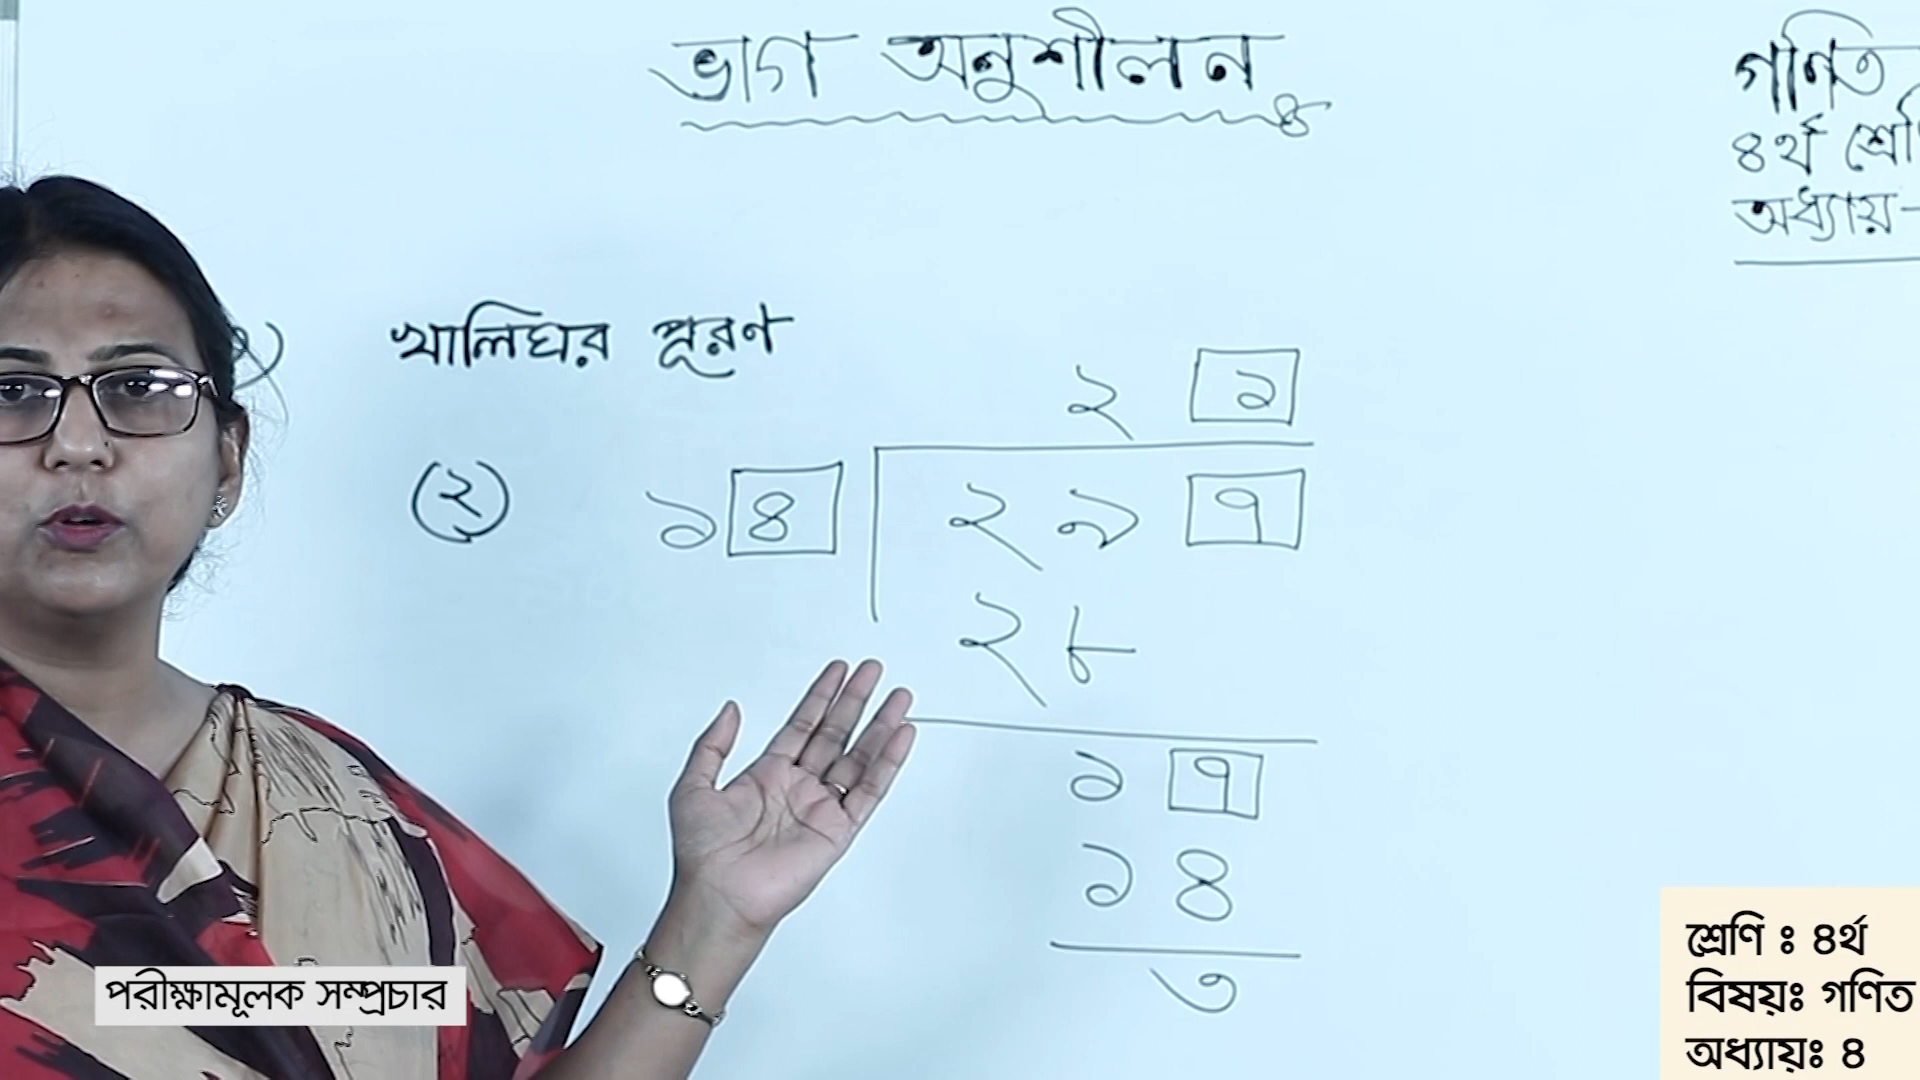 ভাগ অনুশীলন
গণিত
৪র্থ শ্রেণি
অধ্যায়-
খালিঘর পূরণ
২ ১
(২) ১৪ ২৯৭
২৮
১৭
১৪
৩
পরীক্ষামূলক সম্প্রচার
শ্রেণি ঃ ৪র্থ
বিষয়ঃ গণিত
অধ্যায়ঃ ৪